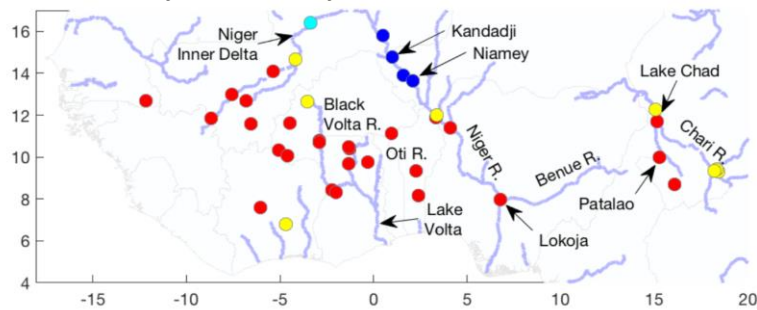 16
14
12
10
8
6
4
-15
-10
-5
0
5
10
15
20
Niger
Inner Delta
Kandadji
Niamey
Lake Chad
Black
Volta R.
Oti R.
Niger R.
Benue R.
Chari R.
Patalao
Lake
Volta
Lokoja